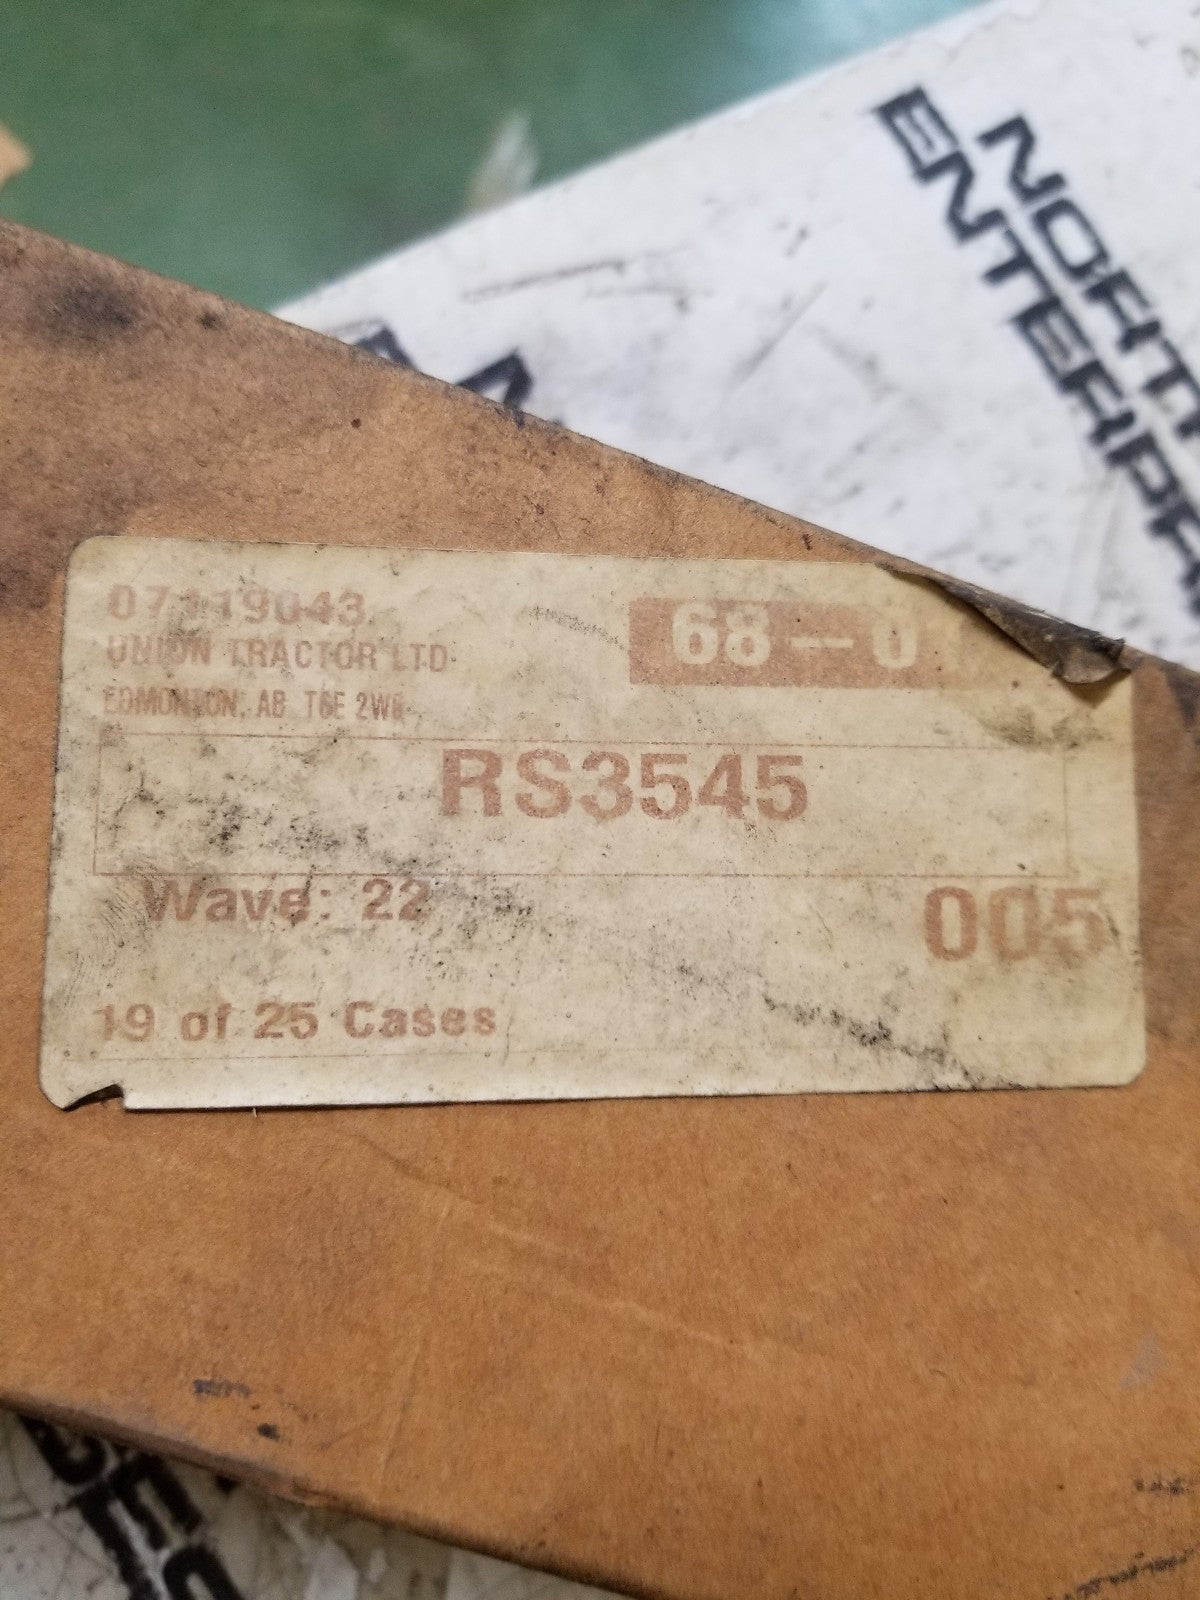 07119043
UNION TRACTOR LTD
EDMONTON, AB T6E 2W8
68-0
RS3545
Wave: 22
005
19 of 25 Cases
NORTH
ENTERPR